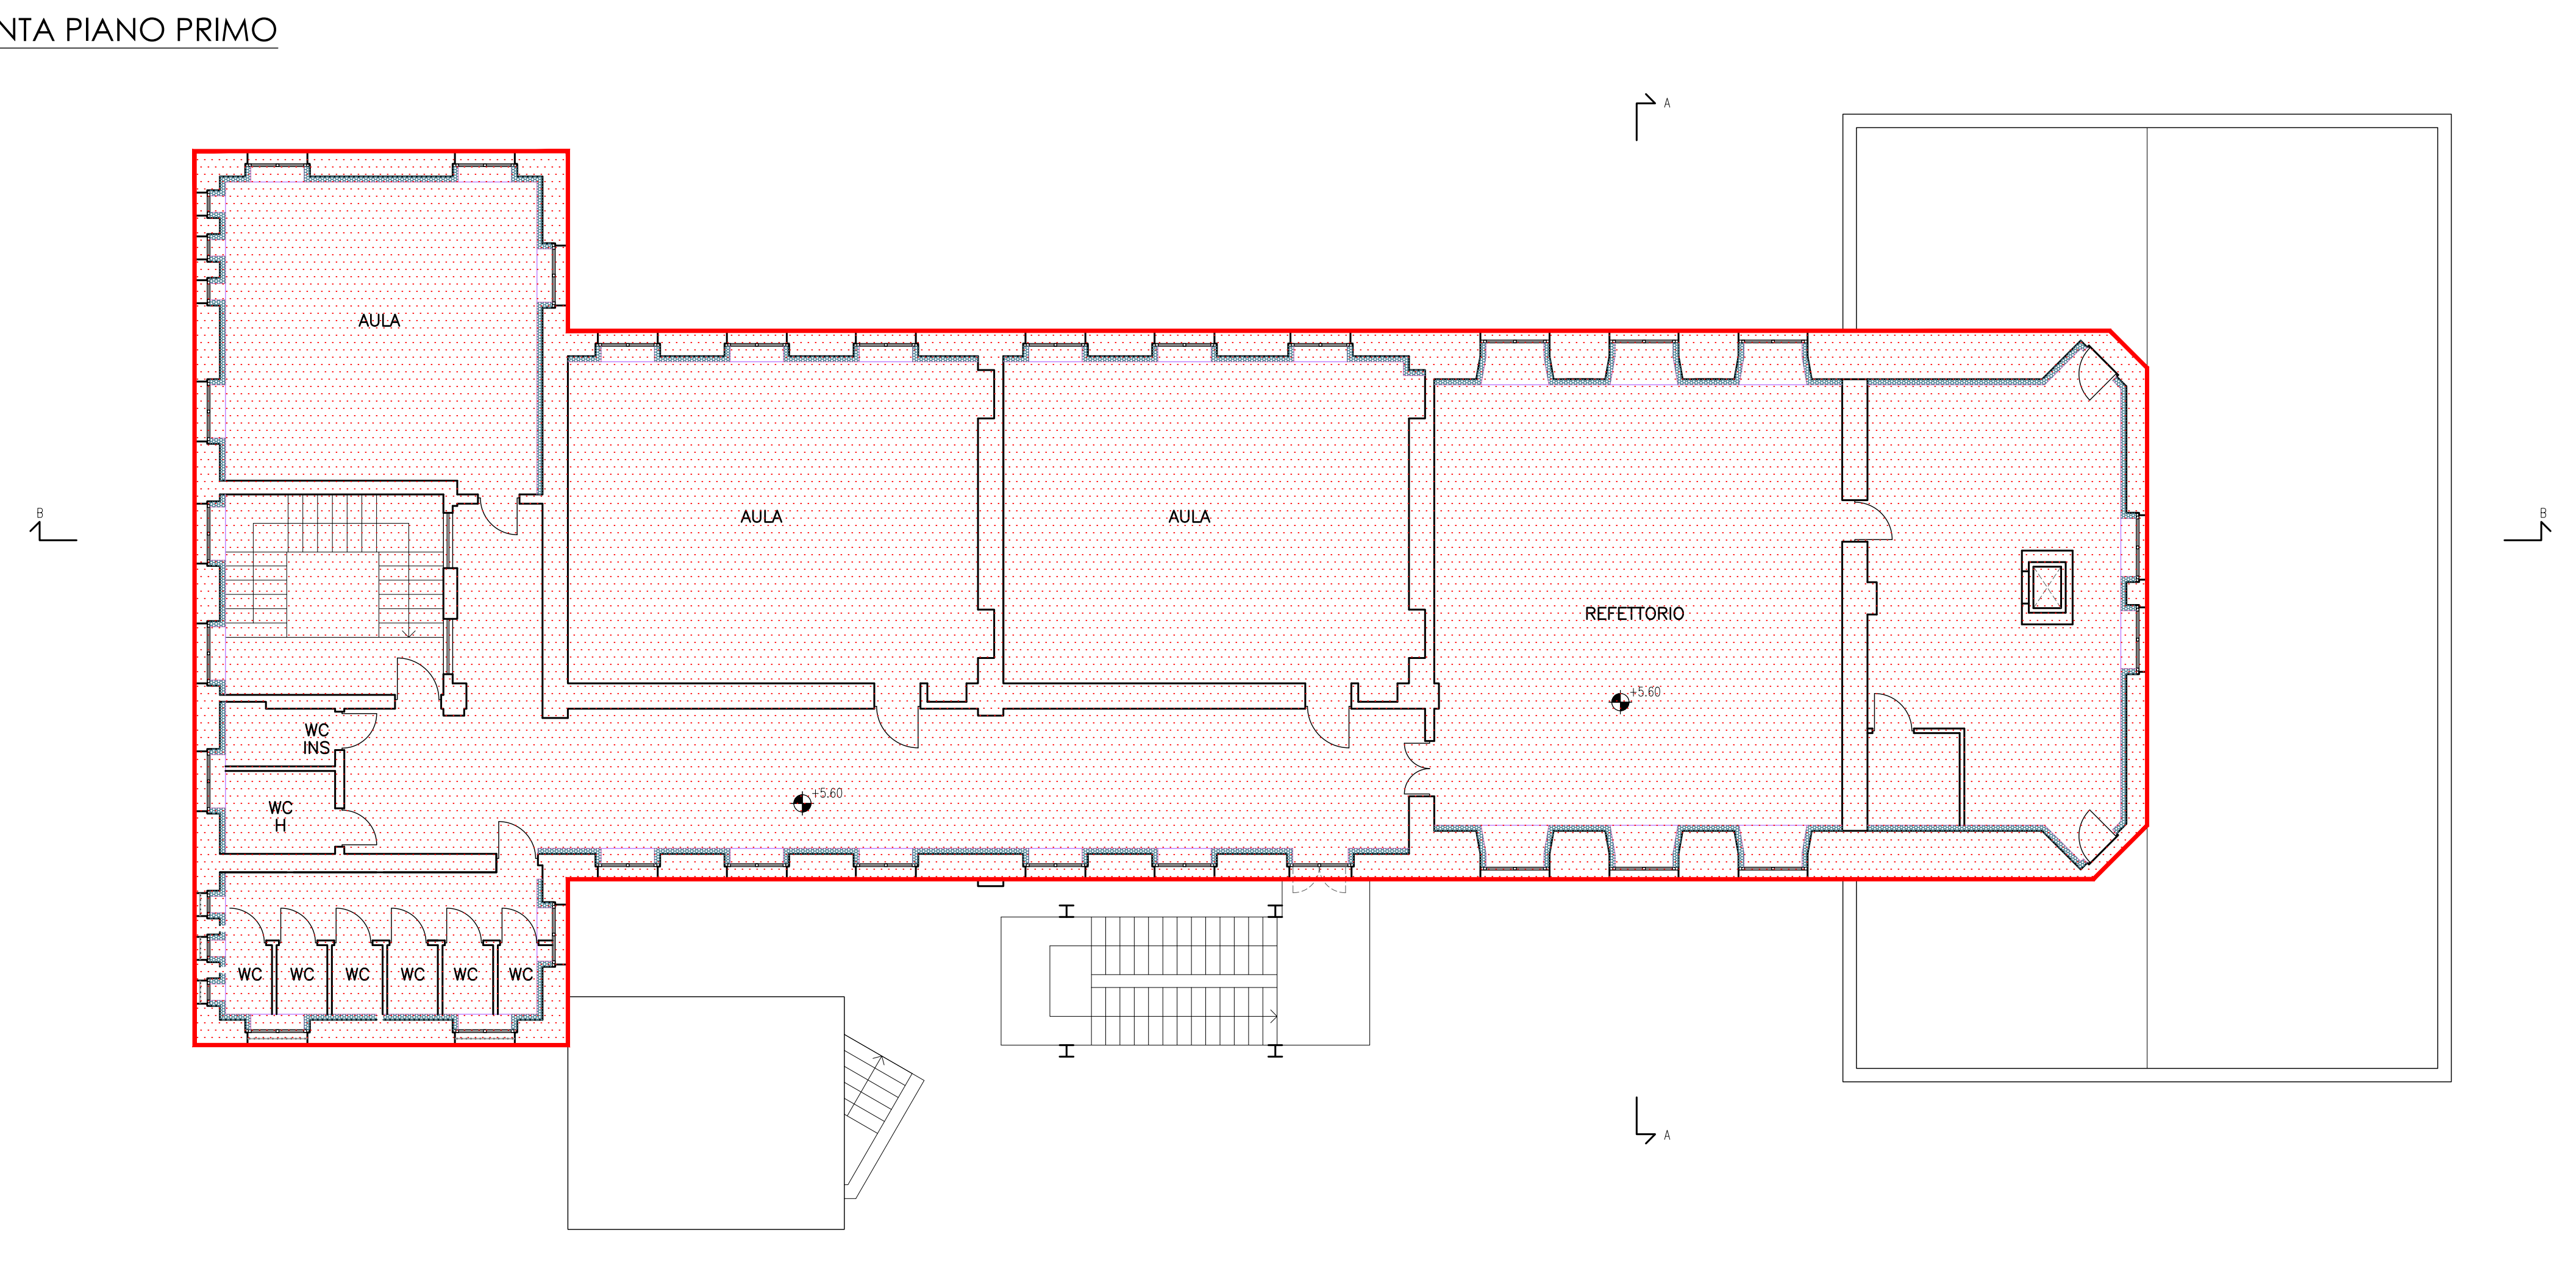 NTA PIANO PRIMO
A
AULA
B
B
AULA
AULA
REFETTORIO
+5.60
WC
INS
+5.60
WC
H
WC
WC
WC
WC
WC
WC
A